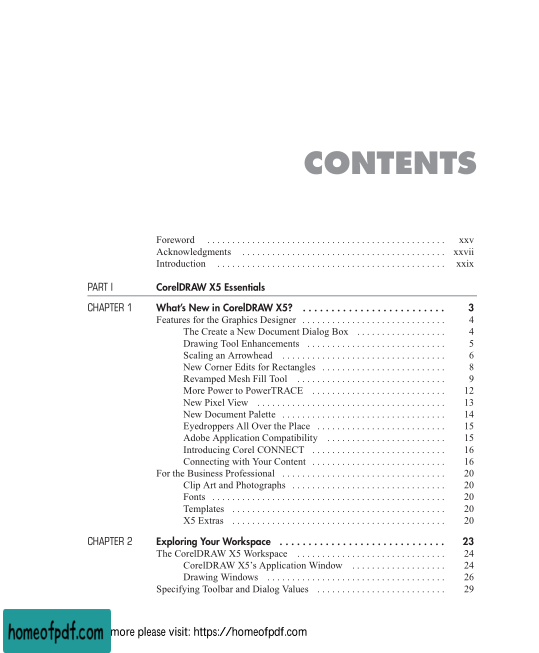 CONTENTS
Foreword . . . . . . . . . . . . . . . . . . . . . . . . . . . . . . . . . . . . . . . . . . . . . . xxv
Acknowledgments . . . . . . . . . . . . . . . . . . . . . . . . . . . . . . . . . . . . . . . xxvii
Introduction . . . . . . . . . . . . . . . . . . . . . . . . . . . . . . . . . . . . . . . . . . . . xxix
PART I CorelDRAW X5 Essentials
CHAPTER 1 What's New in CorelDRAW X5? . . . . . . . . . . . . . . . . . . . . . . . . . 3
Features for the Graphics Designer . . . . . . . . . . . . . . . . . . . . . . . . . . . . 4
The Create a New Document Dialog Box . . . . . . . . . . . . . . . . . 4
Drawing Tool Enhancements . . . . . . . . . . . . . . . . . . . . . . . . . . . 5
Scaling an Arrowhead . . . . . . . . . . . . . . . . . . . . . . . . . . . . . . . . 6
New Corner Edits for Rectangles . . . . . . . . . . . . . . . . . . . . . . . . 8
Revamped Mesh Fill Tool . . . . . . . . . . . . . . . . . . . . . . . . . . . . . 9
More Power to PowerTRACE . . . . . . . . . . . . . . . . . . . . . . . . . . 12
New Pixel View . . . . . . . . . . . . . . . . . . . . . . . . . . . . . . . . . . . . . 13
New Document Palette . . . . . . . . . . . . . . . . . . . . . . . . . . . . . . . . 14
Eyedroppers All Over the Place . . . . . . . . . . . . . . . . . . . . . . . . . 15
Adobe Application Compatibility . . . . . . . . . . . . . . . . . . . . . . . 15
Introducing Corel CONNECT . . . . . . . . . . . . . . . . . . . . . . . . . . 16
Connecting with Your Content . . . . . . . . . . . . . . . . . . . . . . . . . . 16
For the Business Professional . . . . . . . . . . . . . . . . . . . . . . . . . . . . . . . . 20
Clip Art and Photographs . . . . . . . . . . . . . . . . . . . . . . . . . . . . . . 20
Fonts . . . . . . . . . . . . . . . . . . . . . . . . . . . . . . . . . . . . . . . . . . . . . 20
Templates . . . . . . . . . . . . . . . . . . . . . . . . . . . . . . . . . . . . . . . . . 20
X5 Extras . . . . . . . . . . . . . . . . . . . . . . . . . . . . . . . . . . . . . . . . . 20
CHAPTER 2 Exploring Your Workspace . . . . . . . . . . . . . . . . . . . . . . . . . . . . . 23
The CorelDRAW X5 Workspace . . . . . . . . . . . . . . . . . . . . . . . . . . . . . 24
CorelDRAW X5's Application Window . . . . . . . . . . . . . . . . . . 24
Drawing Windows . . . . . . . . . . . . . . . . . . . . . . . . . . . . . . . . . . . 26
Specifying Toolbar and Dialog Values . . . . . . . . . . . . . . . . . . . . . . . . . 29
homeofpdf.com more please visit: https://homeofpdf.com